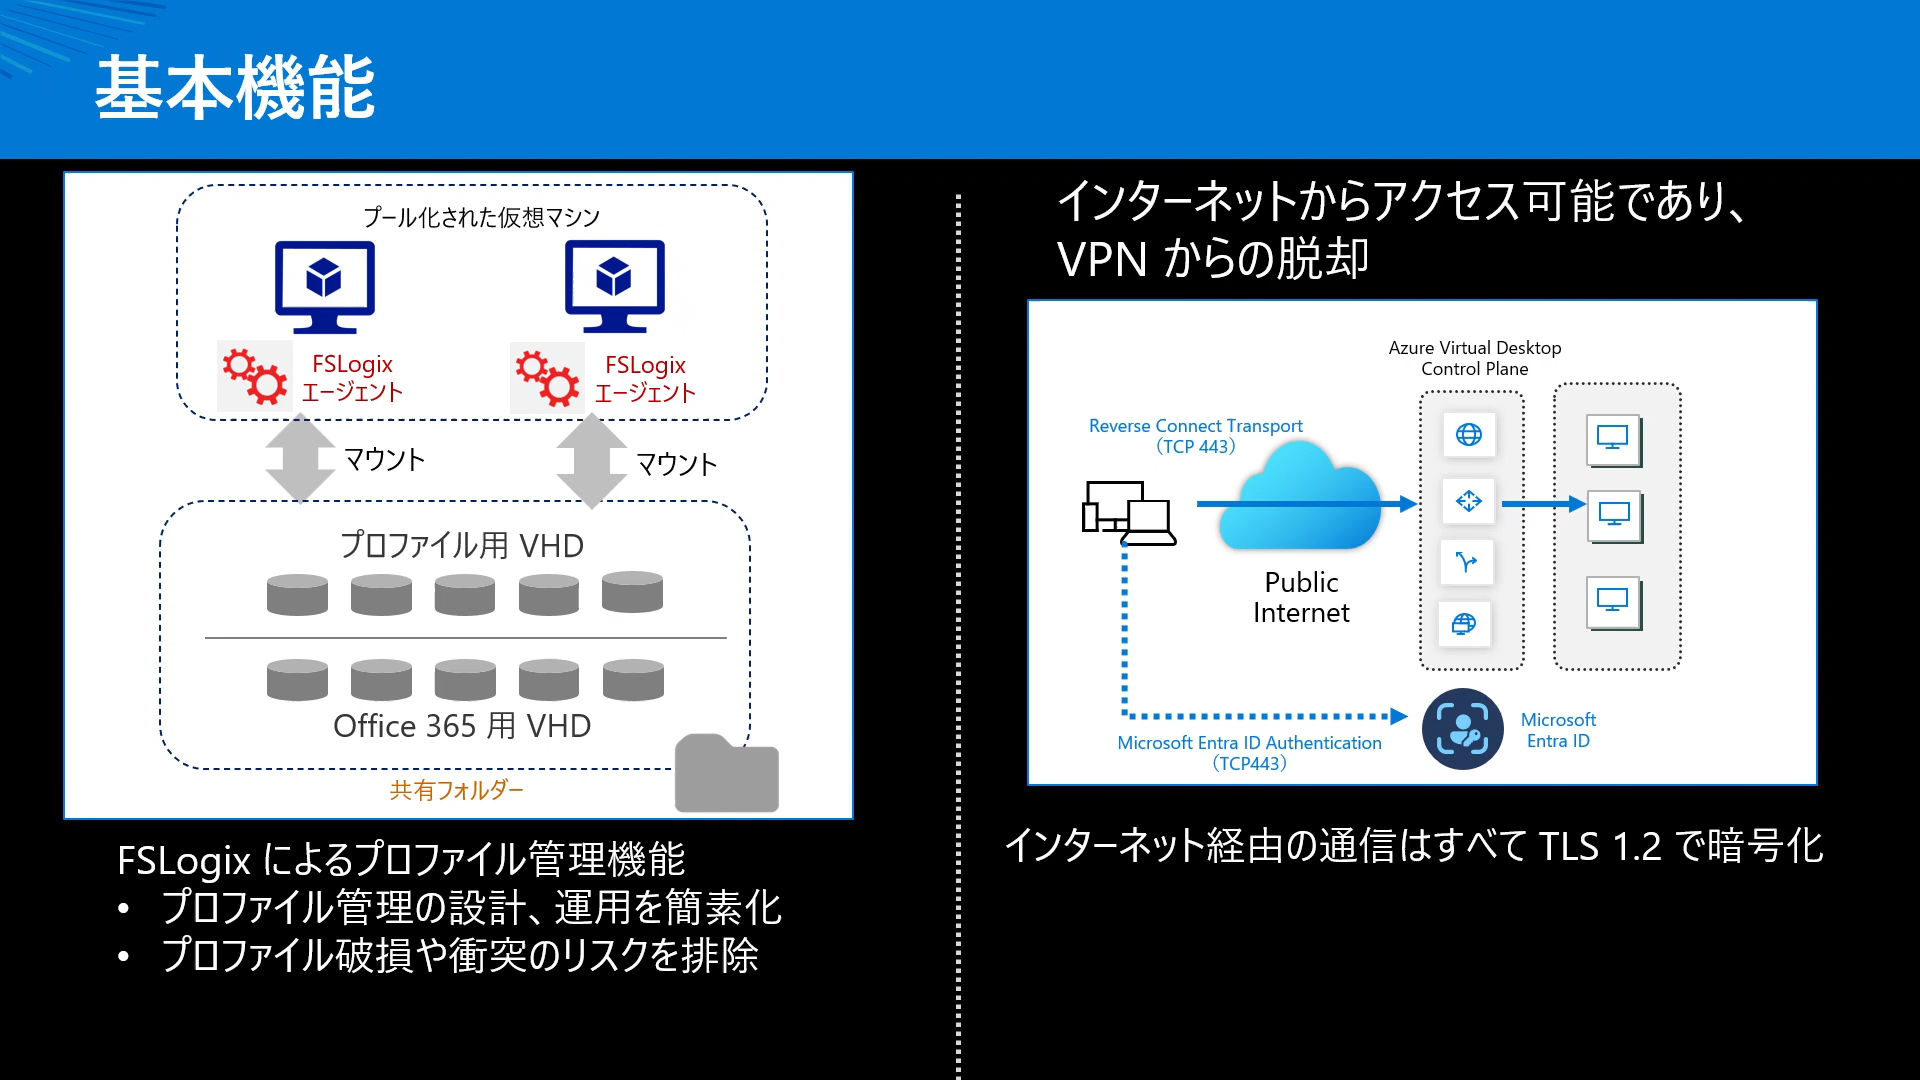 基本機能
プール化された仮想マシン
FSLogix
エージェント
FSLogix
エージェント
マウント
マウント
プロファイル用 VHD
Office 365 用 VHD
共有フォルダー
FSLogix によるプロファイル管理機能
• プロファイル管理の設計、運用を簡素化
• プロファイル破損や衝突のリスクを排除
インターネットからアクセス可能であり、
VPN からの脱却
Azure Virtual Desktop
Control Plane
Reverse Connect Transport
（TCP 443）
Public
Internet
Microsoft Entra ID Authentication
（TCP443）
Microsoft
Entra ID
インターネット経由の通信はすべて TLS 1.2 で暗号化